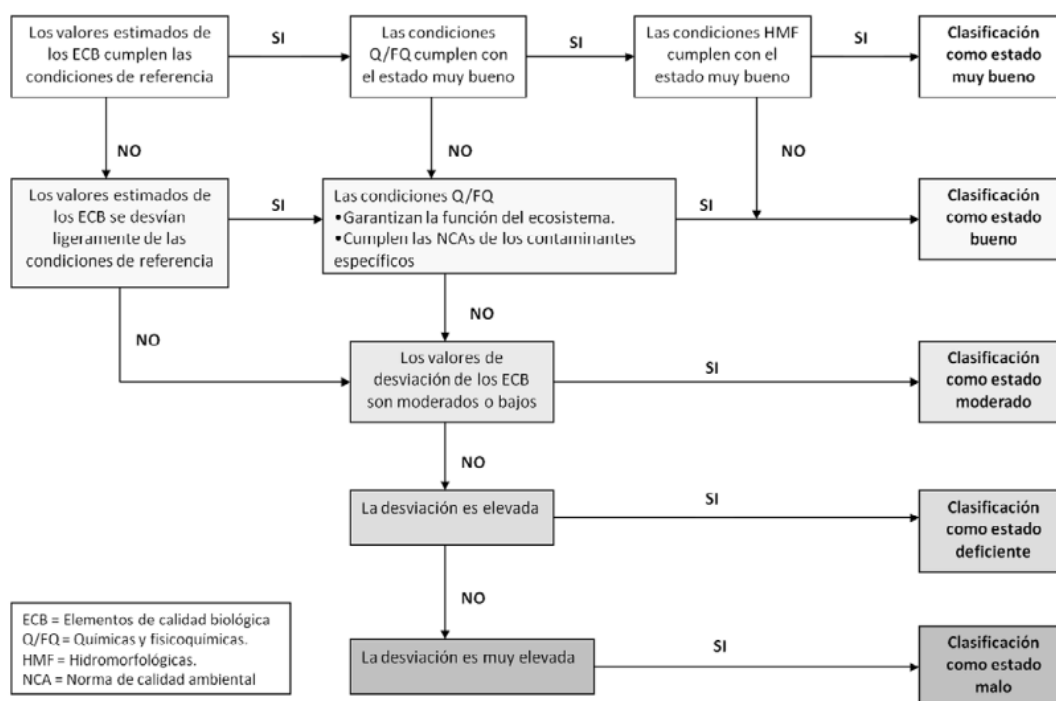 Los valores estimados de
los ECB cumplen las
condiciones de referencia
SI
Las condiciones
Q/FQ cumplen con
el estado muy bueno
SI
Las condiciones HMF
cumplen con el
estado muy bueno
SI
Clasificación
como estado
muy bueno
NO
NO
NO
Los valores estimados de
los ECB se desvían
ligeramente de las
condiciones de referencia
SI
Las condiciones Q/FQ
•Garantizan la función del ecosistema.
•Cumplen las NCAs de los contaminantes
específicos
SI
Clasificación
como estado
bueno
NO
NO
Los valores de
desviación de los ECB
son moderados o bajos
SI
Clasificación
como estado
moderado
NO
La desviación es elevada
SI
Clasificación
como estado
deficiente
NO
La desviación es muy elevada
SI
Clasificación
como estado
malo
ECB = Elementos de calidad biológica
Q/FQ = Químicas y fisicoquímicas.
HMF = Hidromorfológicas.
NCA = Norma de calidad ambiental